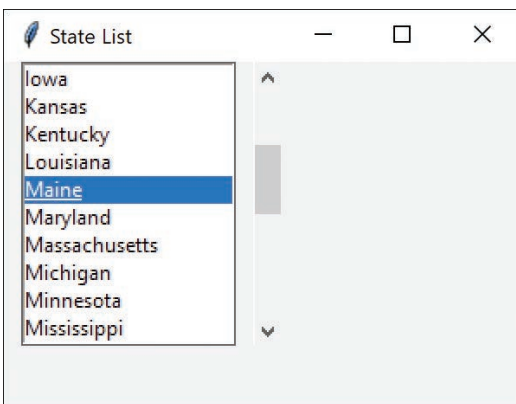 State List
Iowa
Kansas
Kentucky
Louisiana
Maine
Maryland
Massachusetts
Michigan
Minnesota
Mississippi